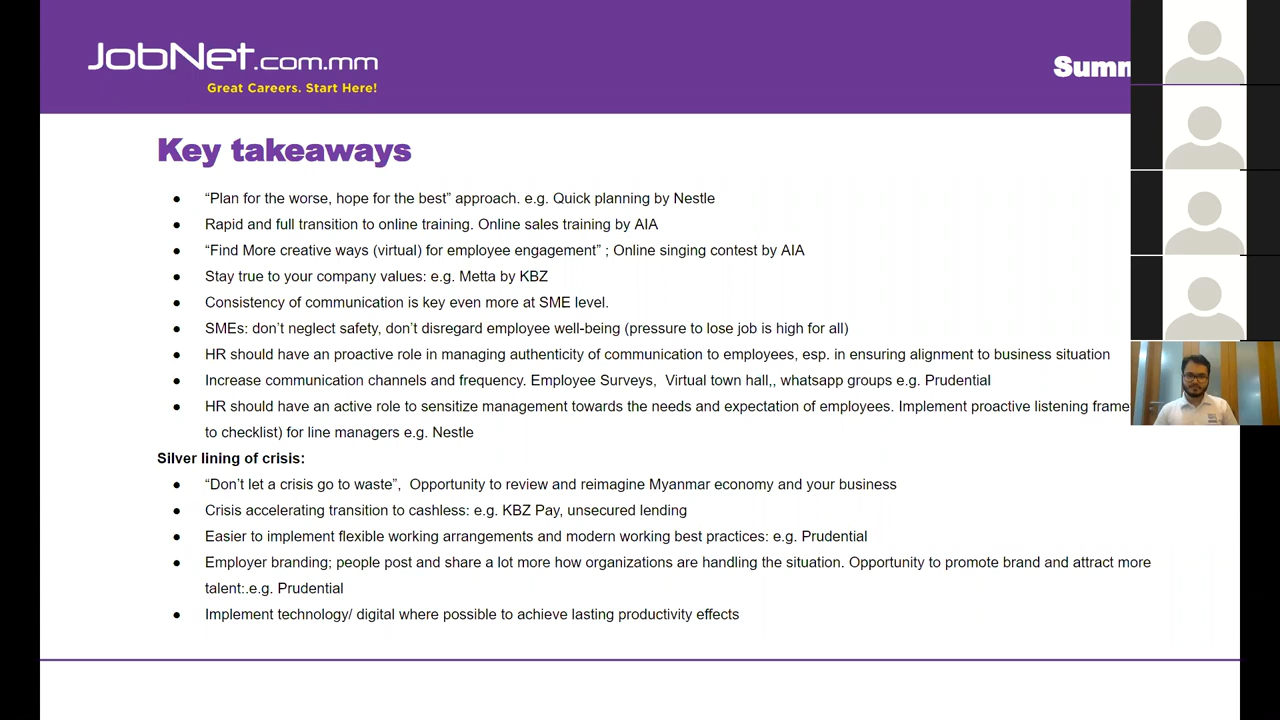 JobNet.com.mm
Great Careers. Start Here!
Key takeaways
● “Plan for the worse, hope for the best” approach. e.g. Quick planning by Nestle
● Rapid and full transition to online training. Online sales training by AIA
● “Find More creative ways (virtual) for employee engagement” ; Online singing contest by AIA
● Stay true to your company values: e.g. Metta by KBZ
● Consistency of communication is key even more at SME level.
● SMEs: don’t neglect safety, don’t disregard employee well-being (pressure to lose job is high for all)
● HR should have an proactive role in managing authenticity of communication to employees, esp. in ensuring alignment to business situation
● Increase communication channels and frequency. Employee Surveys, Virtual town hall,, whatsapp groups e.g. Prudential
● HR should have an active role to sensitize management towards the needs and expectation of employees. Implement proactive listening
to checklist) for line managers e.g. Nestle
Silver lining of crisis:
● “Don’t let a crisis go to waste”, Opportunity to review and reimagine Myanmar economy and your business
● Crisis accelerating transition to cashless: e.g. KBZ Pay, unsecured lending
● Easier to implement flexible working arrangements and modern working best practices: e.g. Prudential
● Employer branding; people post and share a lot more how organizations are handling the situation. Opportunity to promote brand and attract more
talent:.e.g. Prudential
● Implement technology/ digital where possible to achieve lasting productivity effects